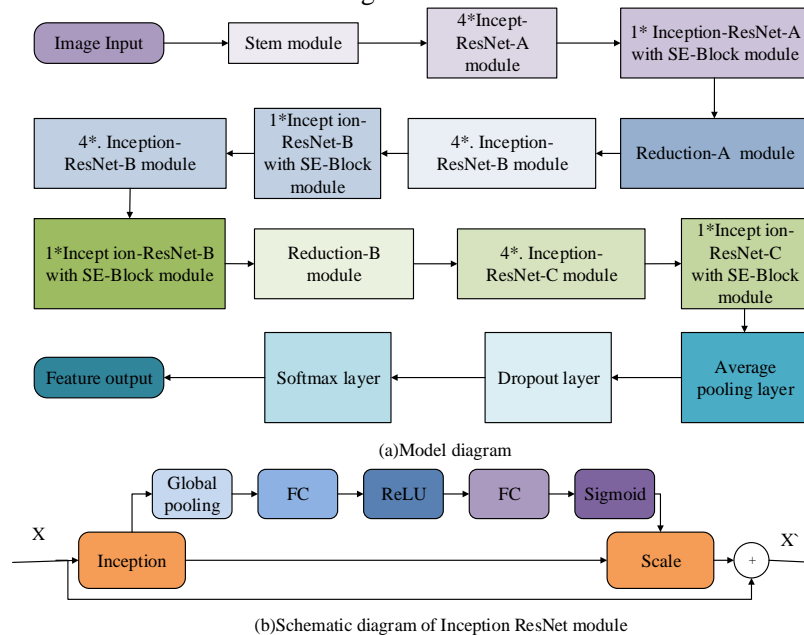 Image Input
Stem module
4*Incept-
ResNet-A
module
1* Inception-ResNet-A
with SE-Block module
4*. Inception-
ResNet-B module
1*Incept ion-
ResNet-B
with SE-Block
module
4*. Inception-
ResNet-B module
Reduction-A module
1*Incept ion-ResNet-B
with SE-Block module
Reduction-B
module
4*. Inception-
ResNet-C module
1*Incept ion-
ResNet-C
with SE-Block
module
Feature output
Softmax layer
Dropout layer
Average
pooling layer
(a)Model diagram
Global
pooling
FC
ReLU
FC
Sigmoid
X
Inception
Scale
+
X`
(b)Schematic diagram of Inception ResNet module